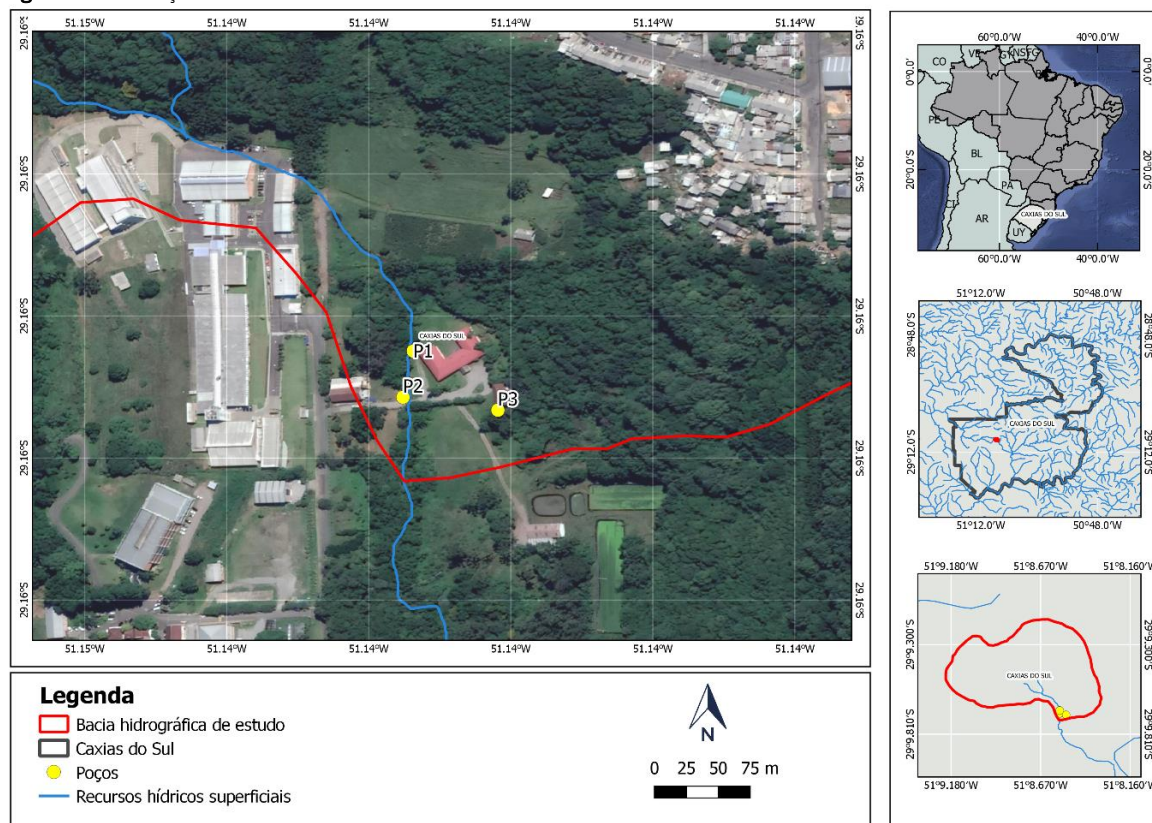 51.15°W 51.14°W 51.14°W 51.14°W 51.14°W 51.14°W
29.16°S 29.16°S
29.16°S 29.16°S
29.16°S 29.16°S
29.16°S 29.16°S
29.16°S 29.16°S
CAXIAS DO SUL
P1
P2
P3
51.15°W 51.14°W 51.14°W 51.14°W 51.14°W 51.14°W
Legenda
Bacia hidrográfica de estudo
Caxias do Sul
Poços
Recursos hídricos superficiais
N
0 25 50 75 m
60°0.0'W 40°0.0'W
0°0.0' 0°0.0'
20°0.0'S 20°0.0'S
CO
VE
GY
BL
PA
AR
UY
CAXIAS DO SUL
60°0.0'W 40°0.0'W
51°12.0'W 50°48.0'W
28°48.0'S 28°48.0'S
CAXIAS DO SUL
29°12.0'S 29°12.0'S
51°12.0'W 50°48.0'W
51°9.180'W 51°8.670'W 51°8.160'W
29°9.300'S 29°9.300'S
CAXIAS DO SUL
29°9.810'S 29°9.810'S
51°9.180'W 51°8.670'W 51°8.160'W